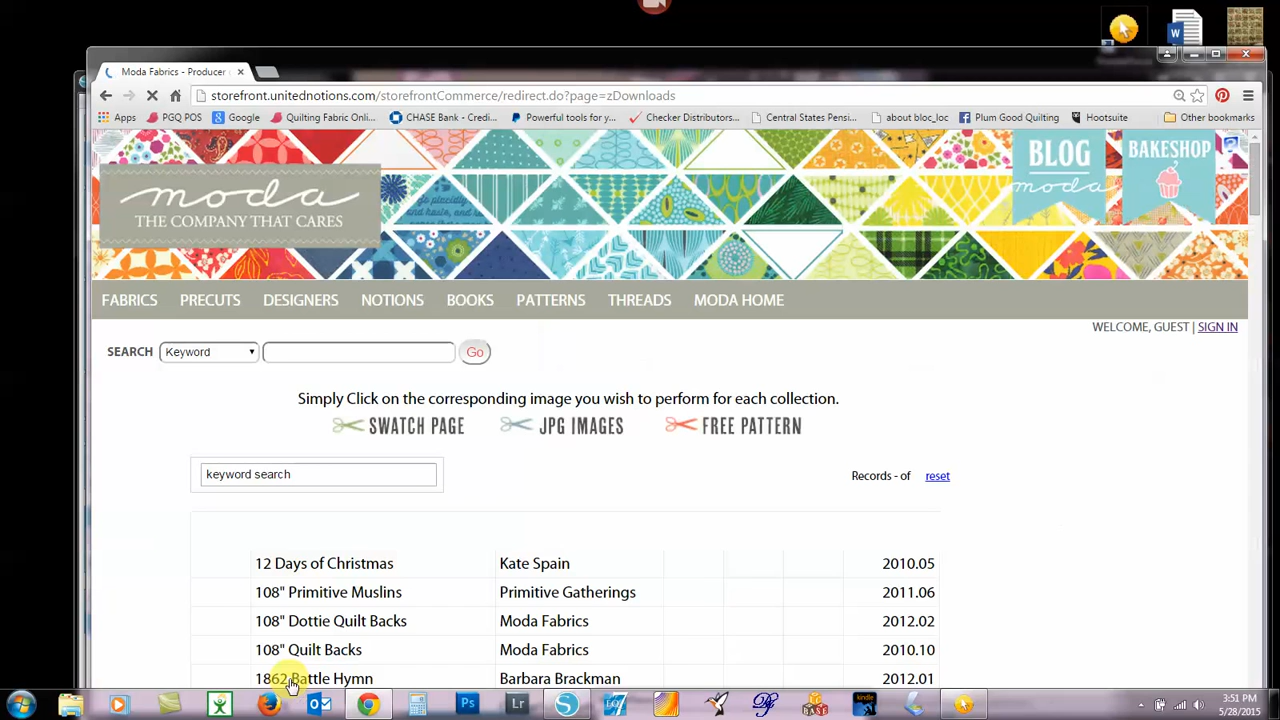 Moda Fabrics - Producer
storefront.unitednotions.com/storefrontCommerce/redirect.do?page=zDownloads
Apps PGQ POS Google Quilting Fabric Onli... CHASE Bank - Credi... Powerful tools for y... Checker Distributors... Central States Pensi... about bloc_loc Plum Good Quilting Hootsuite Other bookmarks
BLOG
moda
BAKESHOP
moda
THE COMPANY THAT CARES
FABRICS PRECUTS DESIGNERS NOTIONS BOOKS PATTERNS THREADS MODA HOME
WELCOME, GUEST | SIGN IN
SEARCH Keyword Go
Simply Click on the corresponding image you wish to perform for each collection.
SWATCH PAGE JPG IMAGES FREE PATTERN
keyword search Records - of reset
12 Days of Christmas Kate Spain 2010.05
108" Primitive Muslins Primitive Gatherings 2011.06
108" Dottie Quilt Backs Moda Fabrics 2012.02
108" Quilt Backs Moda Fabrics 2010.10
1862 Battle Hymn Barbara Brackman 2012.01
Ps Lr
kindle
3:51 PM
5/28/2015